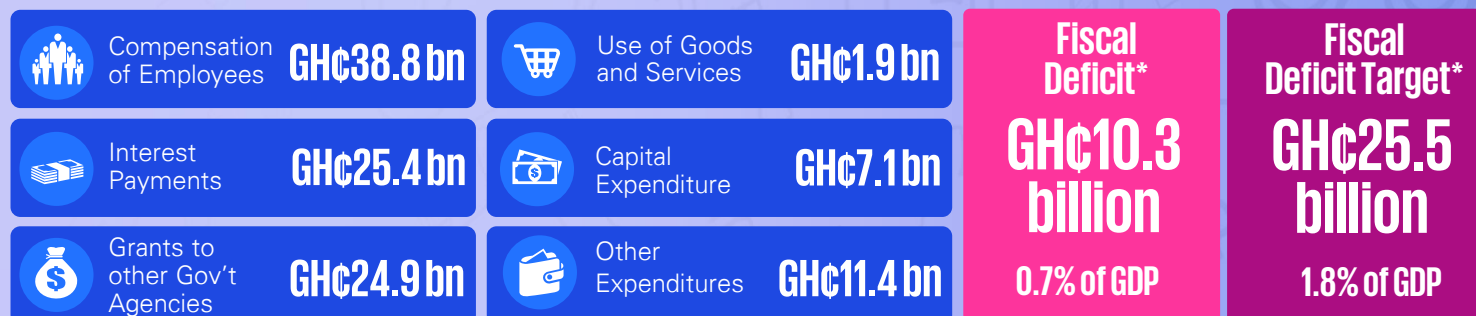 Compensation
of Employees
GH₵38.8 bn
Use of Goods
and Services
GH₵1.9 bn
Interest
Payments
GH₵25.4 bn
Capital
Expenditure
GH₵7.1 bn
Grants to
other Gov't
Agencies
GH₵24.9 bn
Other
Expenditures
GH₵11.4 bn
Fiscal
Deficit*
GH₵10.3
billion
0.7% of GDP
Fiscal
Deficit Target*
GH₵25.5
billion
1.8% of GDP